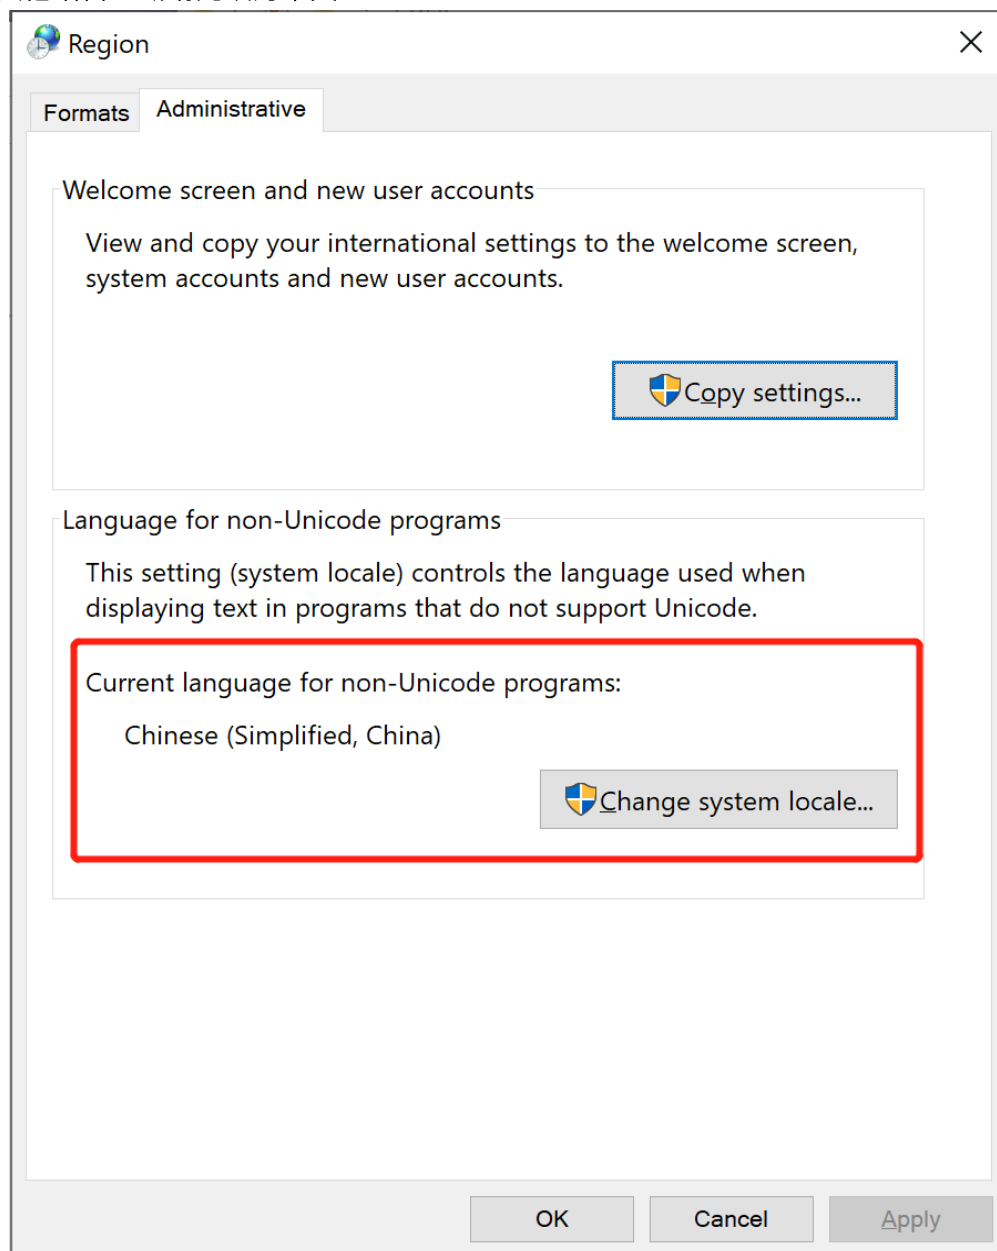 Region
Formats
Administrative
Welcome screen and new user accounts
View and copy your international settings to the welcome screen,
system accounts and new user accounts.
Copy settings...
Language for non-Unicode programs
This setting (system locale) controls the language used when
displaying text in programs that do not support Unicode.
Current language for non-Unicode programs:
Chinese (Simplified, China)
Change system locale...
OK
Cancel
Apply